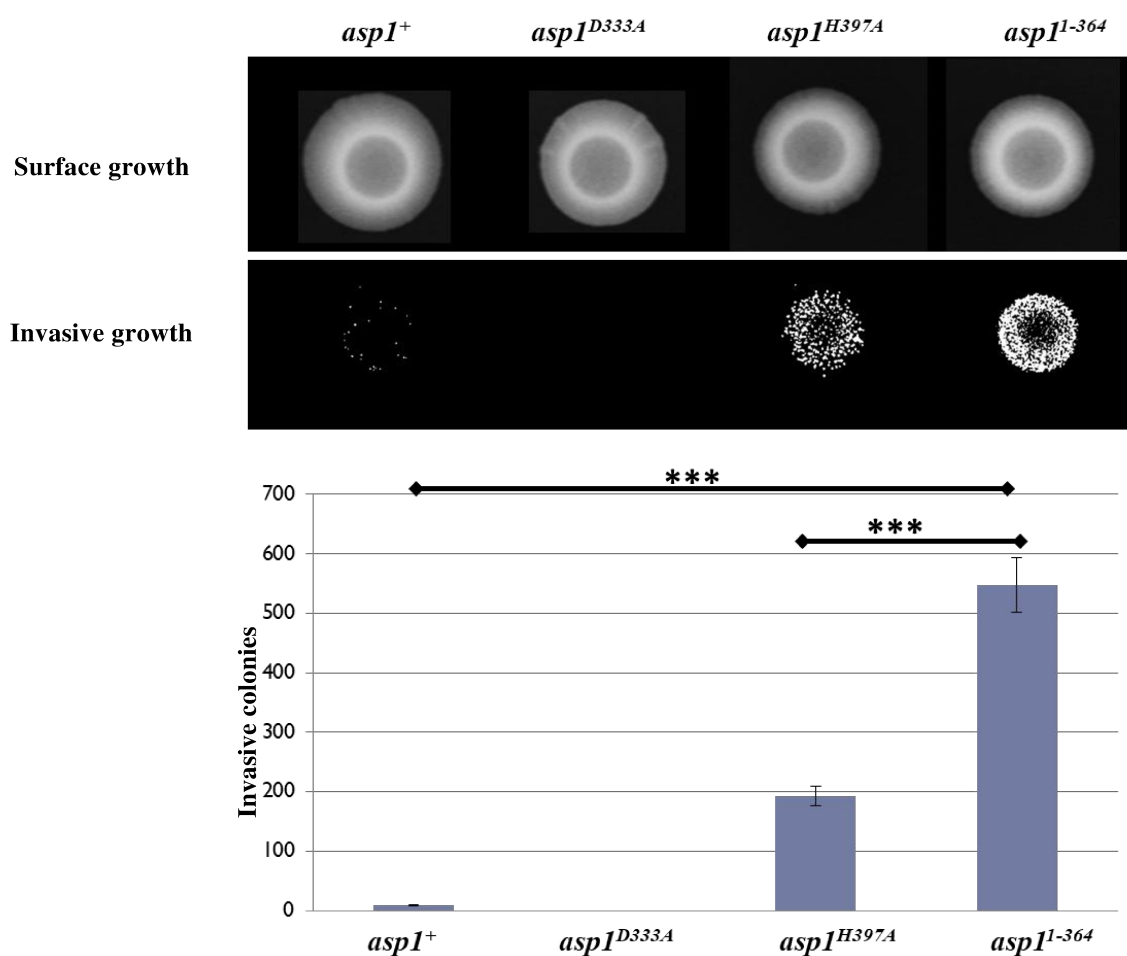 asp1+ asp1D333A asp1H397A asp11-364
Surface growth
Invasive growth
***
700
***
600
500
400
300
200
100
0
Invasive colonies
asp1+ asp1D333A asp1H397A asp11-364